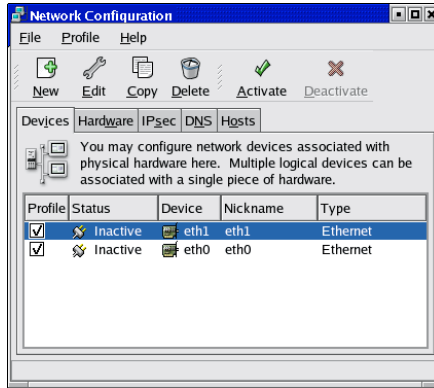 Network Configuration
File Profile Help
New Edit Copy Delete Activate Deactivate
Devices Hardware IPsec DNS Hosts
You may configure network devices associated with
physical hardware here.  Multiple logical devices can be
associated with a single piece of hardware.
Profile Status Device Nickname Type
Inactive eth1 eth1 Ethernet
Inactive eth0 eth0 Ethernet